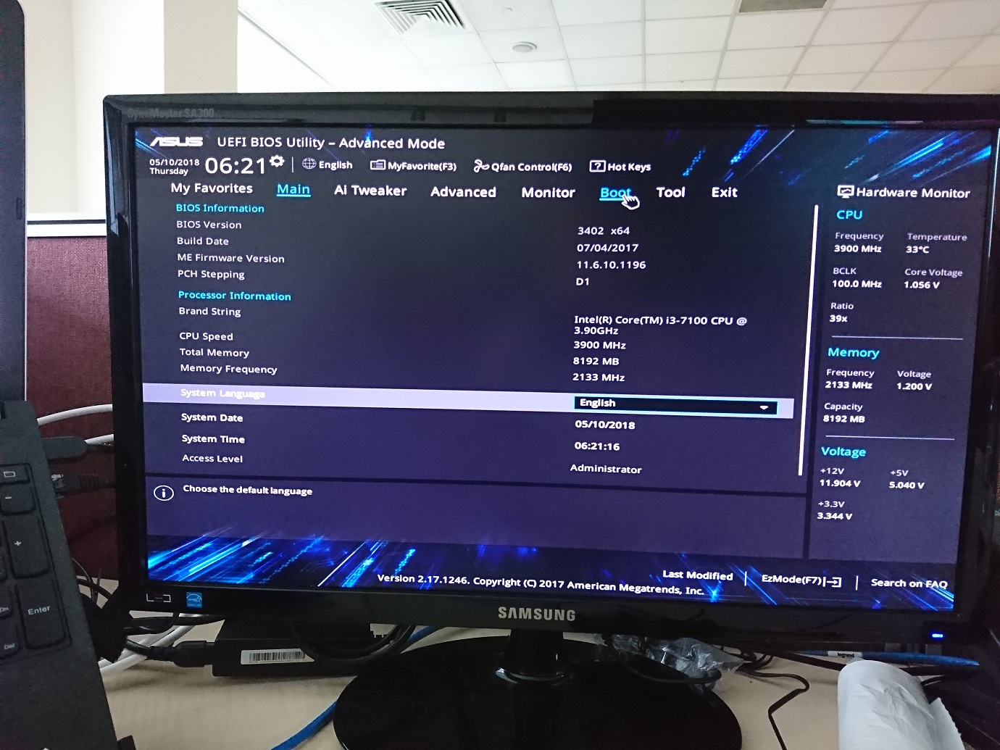 SyncMaster SA300
ASUS UEFI BIOS Utility – Advanced Mode
05/10/2018
Thursday
06:21
English
MyFavorite(F3)
Qfan Control(F6)
? Hot Keys
My Favorites Main Ai Tweaker Advanced Monitor Boot Tool Exit
BIOS Information
BIOS Version 3402 x64
Build Date 07/04/2017
ME Firmware Version 11.6.10.1196
PCH Stepping D1
Processor Information
Brand String Intel(R) Core(TM) i3-7100 CPU @
3.90GHz
CPU Speed 3900 MHz
Total Memory 8192 MB
Memory Frequency 2133 MHz
System Language English
System Date 05/10/2018
System Time 06:21:16
Access Level Administrator
i Choose the default language
Hardware Monitor
CPU
Frequency Temperature
3900 MHz 33°C
BCLK Core Voltage
100.0 MHz 1.056 V
Ratio
39x
Memory
Frequency Voltage
2133 MHz 1.200 V
Capacity
8192 MB
Voltage
+12V +5V
11.904 V 5.040 V
+3.3V
3.344 V
Last Modified EzMode(F7) Search on FAQ
Version 2.17.1246. Copyright (C) 2017 American Megatrends, Inc.
LED
SAMSUNG
legrand
-
+
Enter
Del